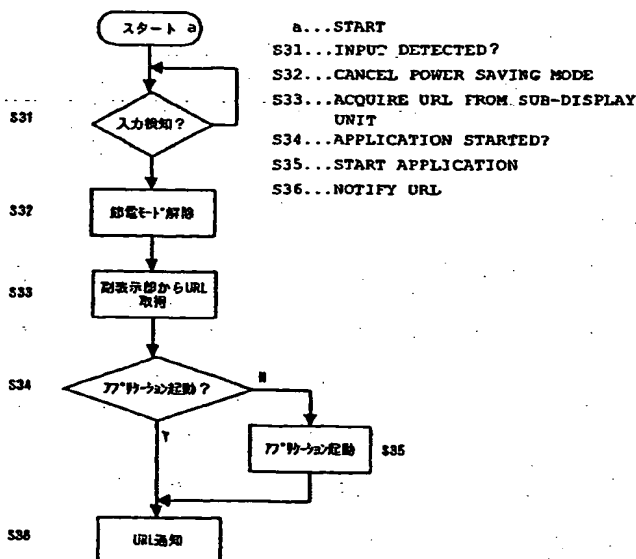 スタート a
a...START
S31...INPUT DETECTED?
S32...CANCEL POWER SAVING MODE
S33...ACQUIRE URL FROM SUB-DISPLAY
UNIT
S34...APPLICATION STARTED?
S35...START APPLICATION
S36...NOTIFY URL
S31
入力検知?
S32
節電モード解除
S33
副表示部からURL
取得
S34
アプリケーション起動?
N
Y
アプリケーション起動
S35
S36
URL通知